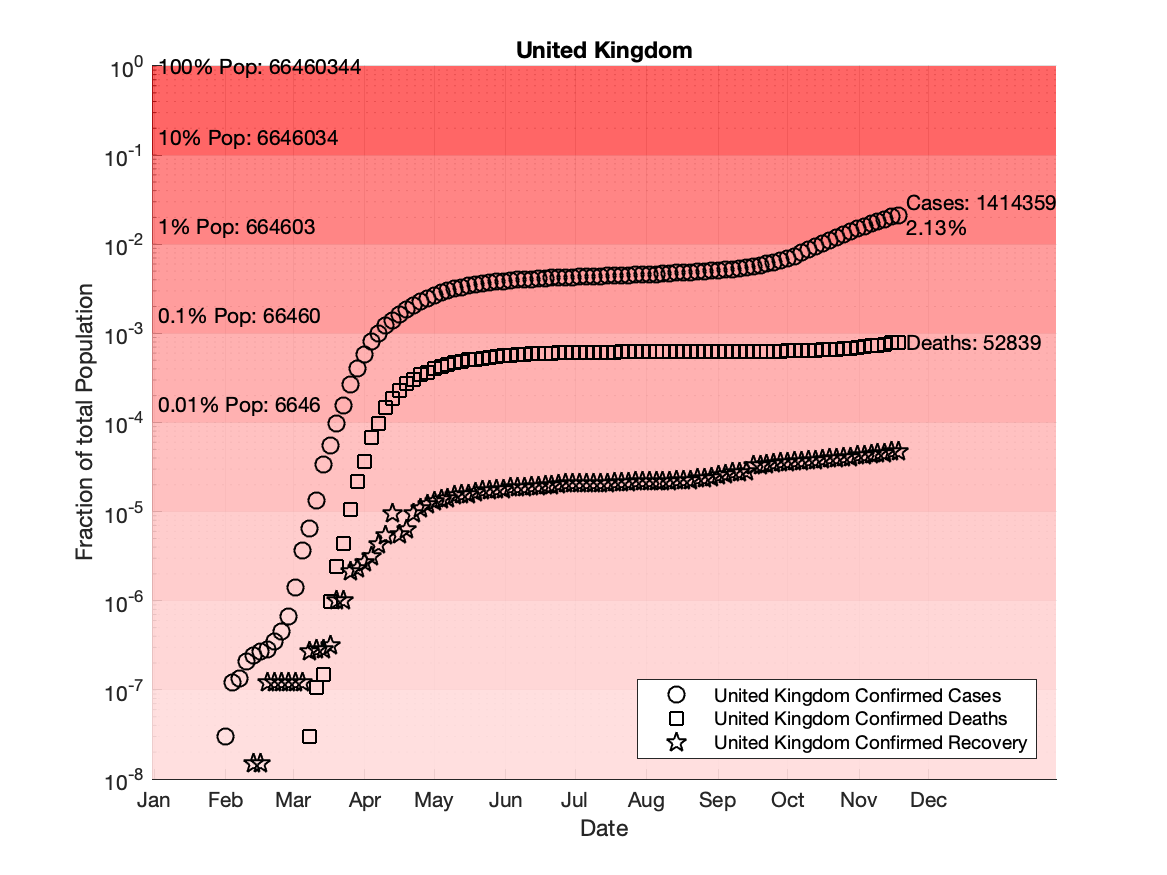 United Kingdom
10^0
100% Pop: 66460344
10% Pop: 6646034
10^-1
Cases: 1414359
2.13%
1% Pop: 664603
10^-2
0.1% Pop: 66460
10^-3
Deaths: 52839
0.01% Pop: 6646
10^-4
10^-5
10^-6
10^-7
10^-8
Fraction of total Population
United Kingdom Confirmed Cases
United Kingdom Confirmed Deaths
United Kingdom Confirmed Recovery
Jan Feb Mar Apr May Jun Jul Aug Sep Oct Nov Dec
Date